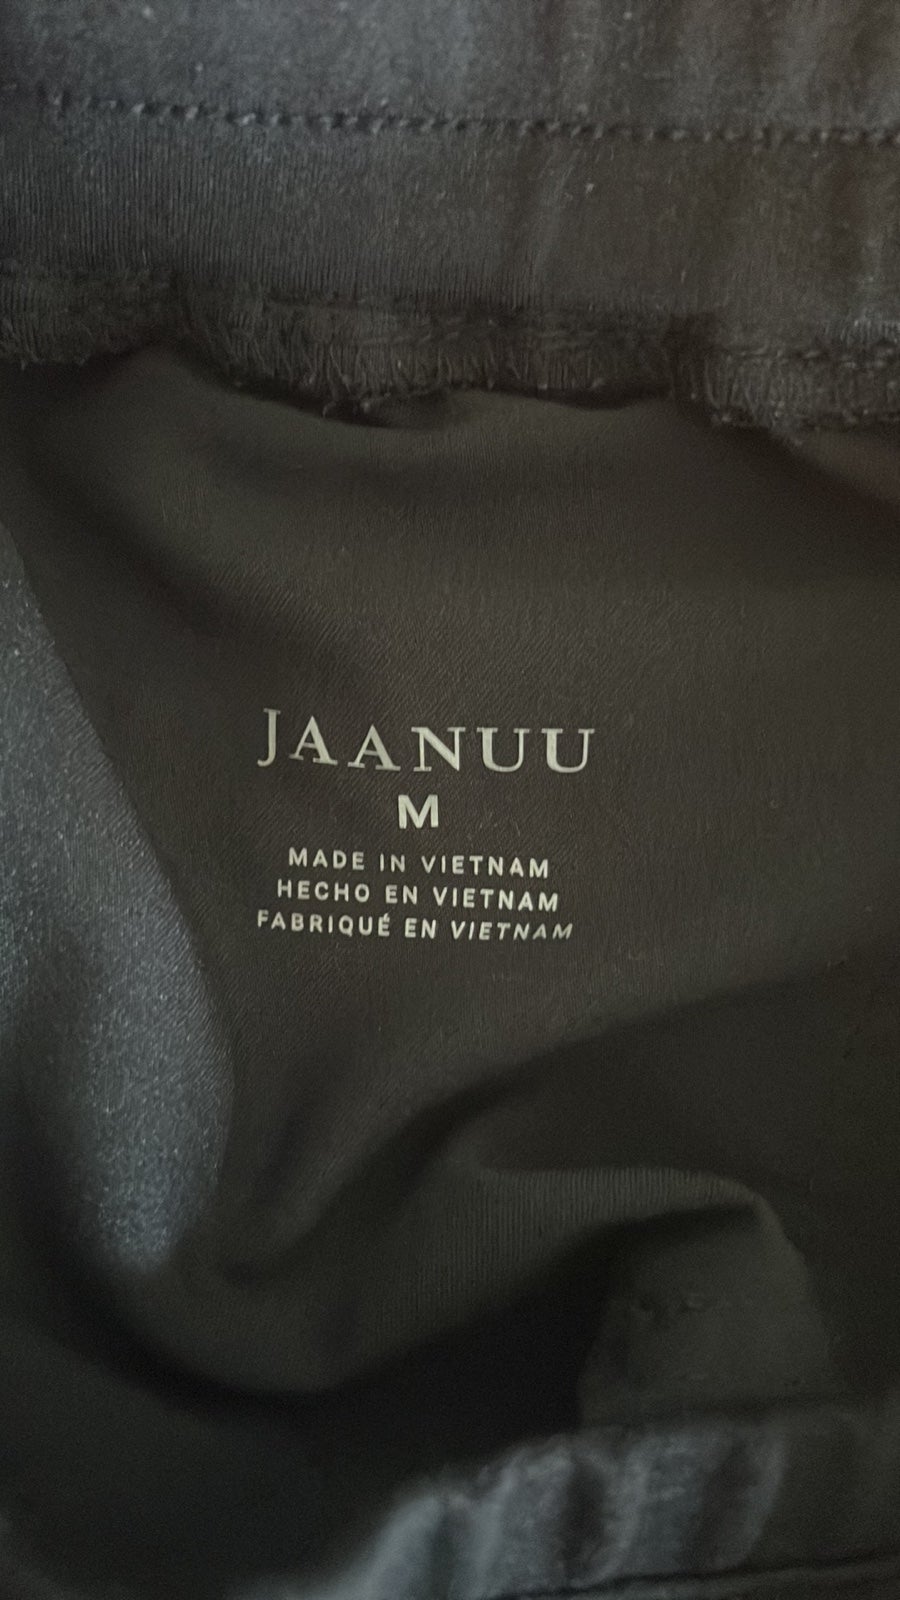 JAANUU
M
MADE IN VIETNAM
HECHO EN VIETNAM
FABRIQUÉ EN VIETNAM